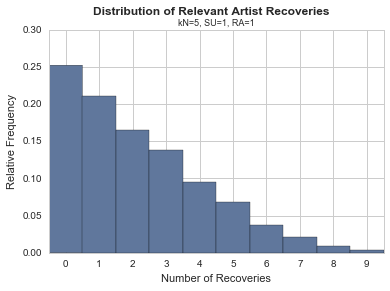 Distribution of Relevant Artist Recoveries
kN=5, SU=1, RA=1
0.30
0.25
0.20
0.15
0.10
0.05
0.00
Relative Frequency
0 1 2 3 4 5 6 7 8 9
Number of Recoveries